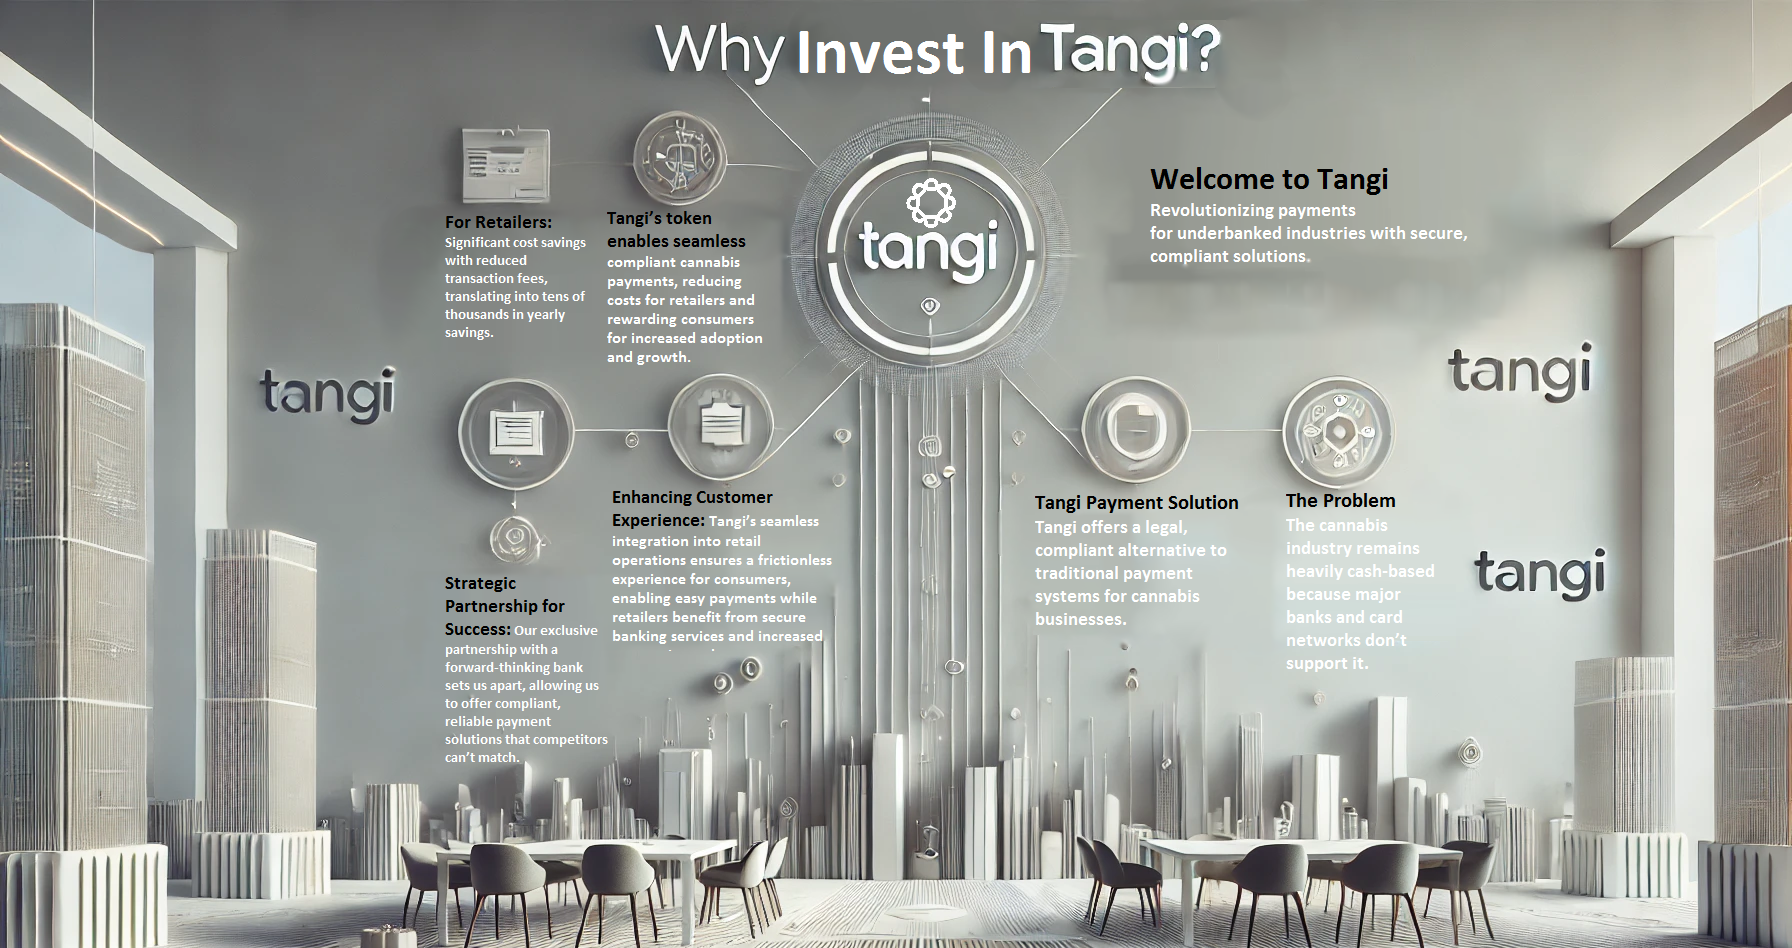 Why Invest In Tangi?
tangi
Welcome to Tangi
Revolutionizing payments
for underbanked industries with secure,
compliant solutions.
For Retailers:
Significant cost savings
with reduced
transaction fees,
translating into tens of
thousands in yearly
savings.
Tangi's token
enables seamless
compliant cannabis
payments, reducing
costs for retailers and
rewarding consumers
for increased adoption
and growth.
tangi
tangi
Strategic
Partnership for
Success: Our exclusive
partnership with a
forward-thinking bank
sets us apart, allowing us
to offer compliant,
reliable payment
solutions that competitors
can't match.
Enhancing Customer
Experience: Tangi's seamless
integration into retail
operations ensures a frictionless
experience for consumers,
enabling easy payments while
retailers benefit from secure
banking services and increased
Tangi Payment Solution
Tangi offers a legal,
compliant alternative to
traditional payment
systems for cannabis
businesses.
The Problem
The cannabis
industry remains
heavily cash-based
because major
banks and card
networks don't
support it.
tangi